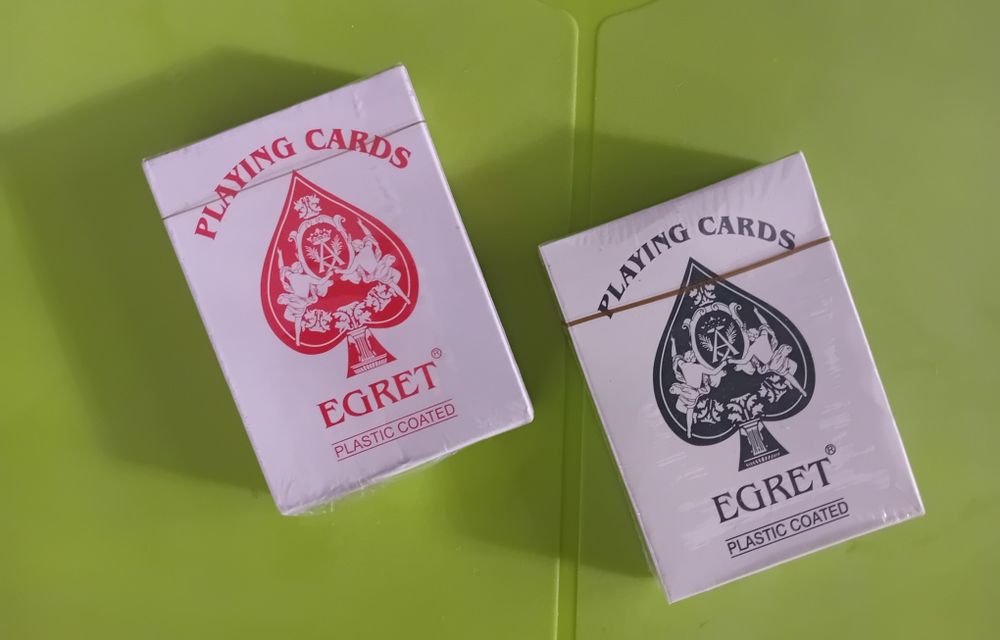 PLAYING CARDS
EGRET®
PLASTIC COATED
PLAYING CARDS
EGRET®
PLASTIC COATED